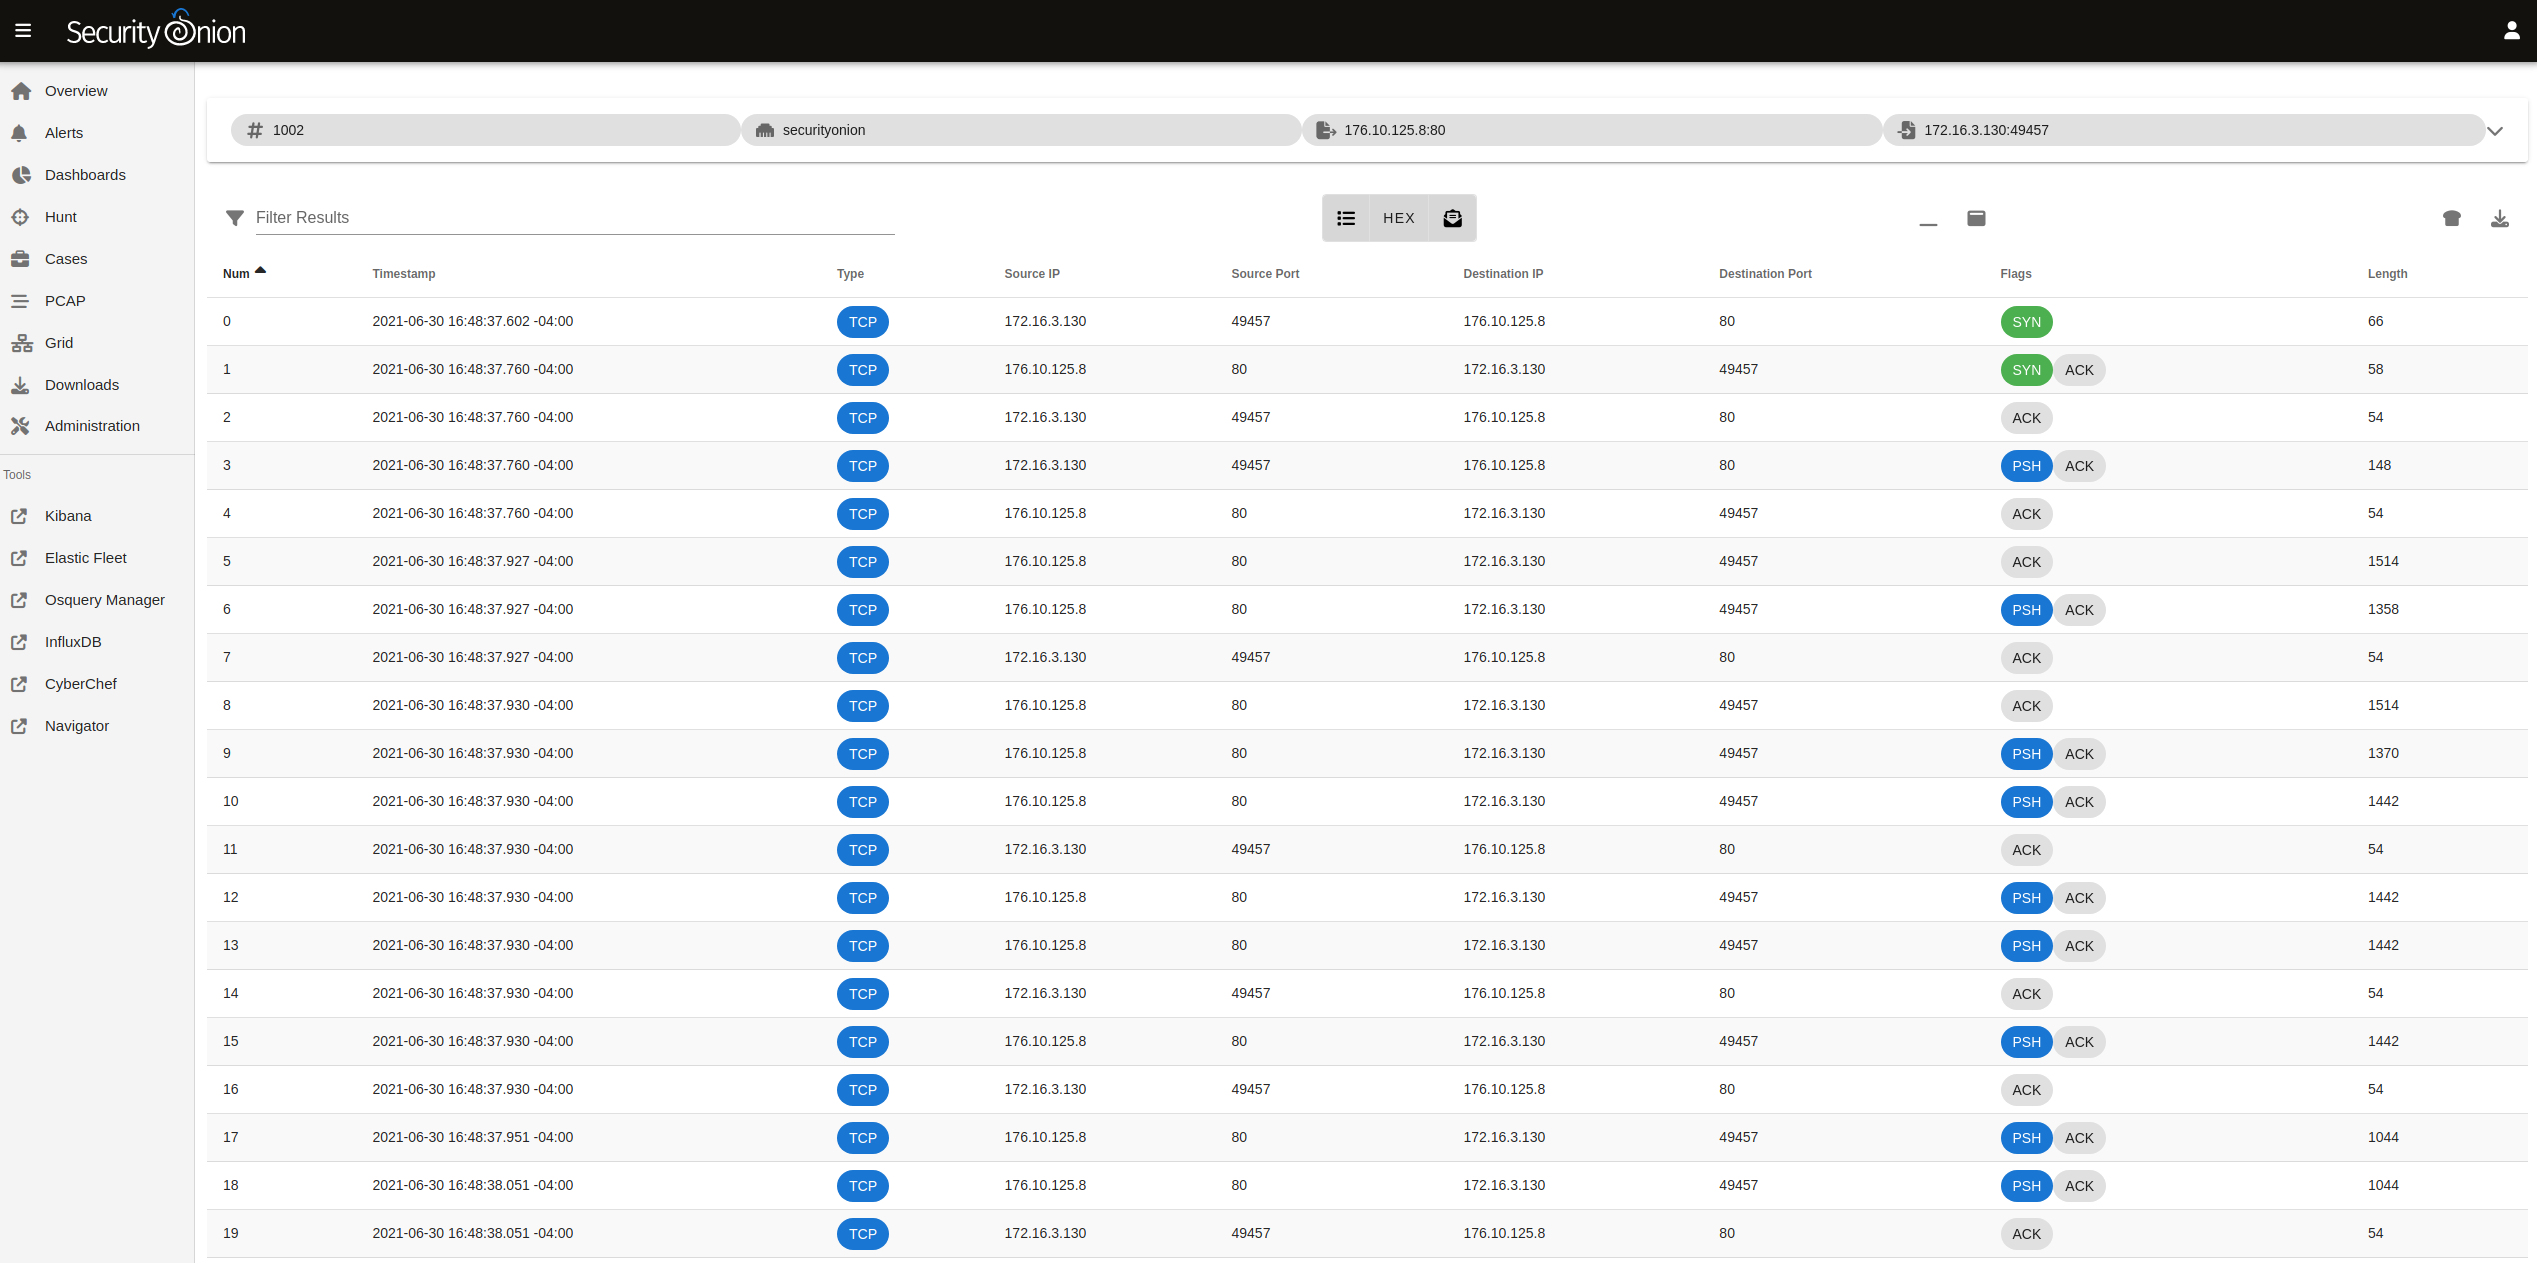 Security Onion
Overview
Alerts
Dashboards
Hunt
Cases
PCAP
Grid
Downloads
Administration
Tools
Kibana
Elastic Fleet
Osquery Manager
InfluxDB
CyberChef
Navigator
1002 securityonion 176.10.125.8:80 172.16.3.130:49457
Filter Results HEX
Num Timestamp Type Source IP Source Port Destination IP Destination Port Flags Length
0 2021-06-30 16:48:37.602 -04:00 TCP 172.16.3.130 49457 176.10.125.8 80 SYN 66
1 2021-06-30 16:48:37.760 -04:00 TCP 176.10.125.8 80 172.16.3.130 49457 SYN ACK 58
2 2021-06-30 16:48:37.760 -04:00 TCP 172.16.3.130 49457 176.10.125.8 80 ACK 54
3 2021-06-30 16:48:37.760 -04:00 TCP 172.16.3.130 49457 176.10.125.8 80 PSH ACK 148
4 2021-06-30 16:48:37.760 -04:00 TCP 176.10.125.8 80 172.16.3.130 49457 ACK 54
5 2021-06-30 16:48:37.927 -04:00 TCP 176.10.125.8 80 172.16.3.130 49457 ACK 1514
6 2021-06-30 16:48:37.927 -04:00 TCP 176.10.125.8 80 172.16.3.130 49457 PSH ACK 1358
7 2021-06-30 16:48:37.927 -04:00 TCP 172.16.3.130 49457 176.10.125.8 80 ACK 54
8 2021-06-30 16:48:37.930 -04:00 TCP 176.10.125.8 80 172.16.3.130 49457 ACK 1514
9 2021-06-30 16:48:37.930 -04:00 TCP 176.10.125.8 80 172.16.3.130 49457 PSH ACK 1370
10 2021-06-30 16:48:37.930 -04:00 TCP 176.10.125.8 80 172.16.3.130 49457 PSH ACK 1442
11 2021-06-30 16:48:37.930 -04:00 TCP 172.16.3.130 49457 176.10.125.8 80 ACK 54
12 2021-06-30 16:48:37.930 -04:00 TCP 176.10.125.8 80 172.16.3.130 49457 PSH ACK 1442
13 2021-06-30 16:48:37.930 -04:00 TCP 176.10.125.8 80 172.16.3.130 49457 PSH ACK 1442
14 2021-06-30 16:48:37.930 -04:00 TCP 172.16.3.130 49457 176.10.125.8 80 ACK 54
15 2021-06-30 16:48:37.930 -04:00 TCP 176.10.125.8 80 172.16.3.130 49457 PSH ACK 1442
16 2021-06-30 16:48:37.930 -04:00 TCP 172.16.3.130 49457 176.10.125.8 80 ACK 54
17 2021-06-30 16:48:37.951 -04:00 TCP 176.10.125.8 80 172.16.3.130 49457 PSH ACK 1044
18 2021-06-30 16:48:38.051 -04:00 TCP 176.10.125.8 80 172.16.3.130 49457 PSH ACK 1044
19 2021-06-30 16:48:38.051 -04:00 TCP 172.16.3.130 49457 176.10.125.8 80 ACK 54